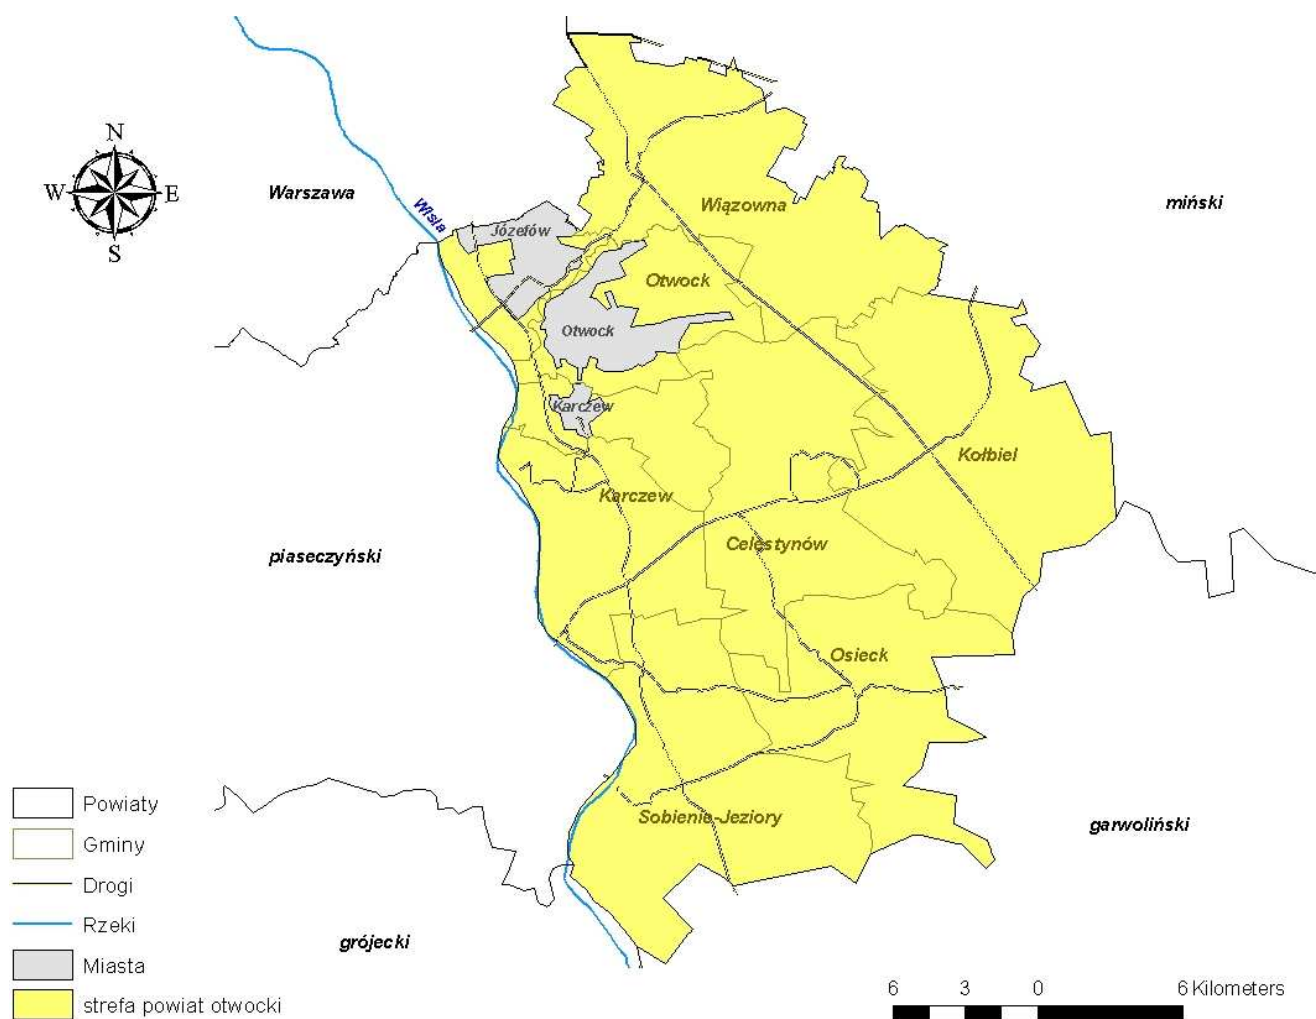 N
W E
S
Warszawa
Wisła
Józefów
Wiązowna
miński
Otwock
Otwock
Karczew
Kołbiel
Karczew
Celestynów
piaseczyński
Osieck
Sobienie-Jeziory
garwoliński
grójecki
Powiaty
Gminy
Drogi
Rzeki
Miasta
strefa powiat otwocki
6 3 0 6 Kilometers